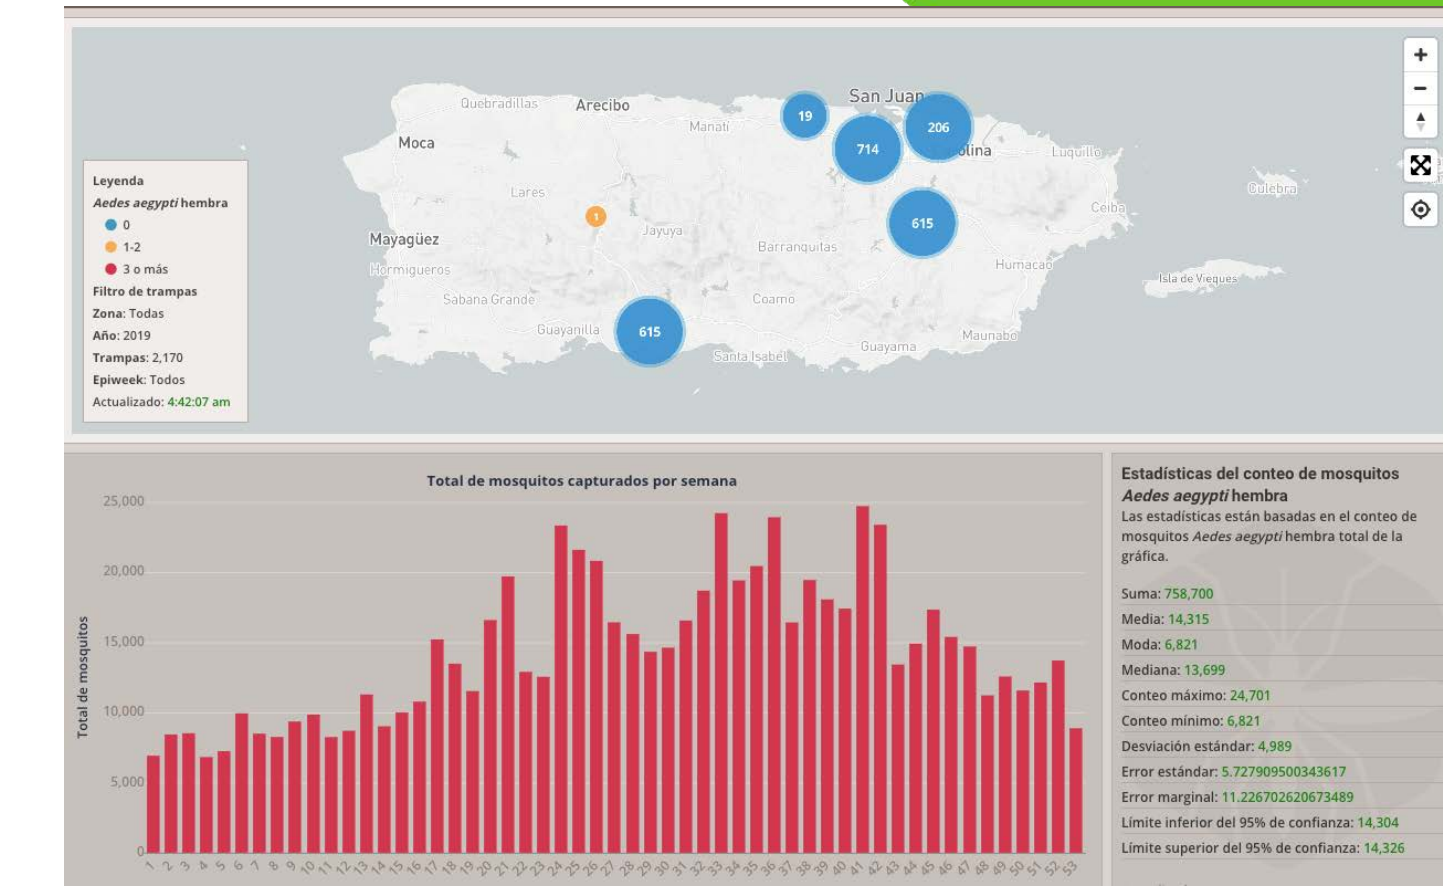 San Juan
Quebradillas
Arecibo
19
206
Manatí
714
Moca
Luquillo
Leyenda
Aedes aegypti hembra
0
1-2
3 o más
Filtro de trampas
Zona: Todas
Año: 2019
Trampas: 2,170
Epiweek: Todos
Actualizado: 4:42:07 am
Lares
Culebra
1
Ceiba
615
Jayuya
Mayagüez
Barranquitas
Hormigueros
Humacao
Isla de Vieques
Sabana Grande
Coamo
Guayanilla
615
Maunabo
Guayama
Santa Isabel
Total de mosquitos capturados por semana
Total de mosquitos
25,000
20,000
15,000
10,000
5,000
0
1 2 3 4 5 6 7 8 9 10 11 12 13 14 15 16 17 18 19 20 21 22 23 24 25 26 27 28 29 30 31 32 33 34 35 36 37 38 39 40 41 42 43 44 45 46 47 48 49 50 51 52 53
Estadísticas del conteo de mosquitos
Aedes aegypti hembra
Las estadísticas están basadas en el conteo de
mosquitos Aedes aegypti hembra total de la
gráfica.
Suma: 758,700
Media: 14,315
Moda: 6,821
Mediana: 13,699
Conteo máximo: 24,701
Conteo mínimo: 6,821
Desviación estándar: 4,989
Error estándar: 5.727909500343617
Error marginal: 11.226702620673489
Límite inferior del 95% de confianza: 14,304
Límite superior del 95% de confianza: 14,326